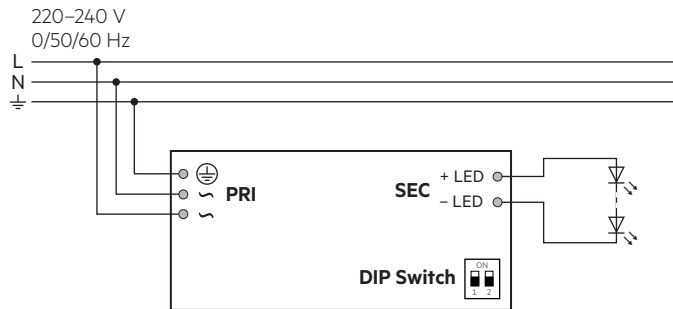 220–240 V
0/50/60 Hz
L
N
PRI
SEC
+ LED
– LED
DIP Switch
ON
1 2